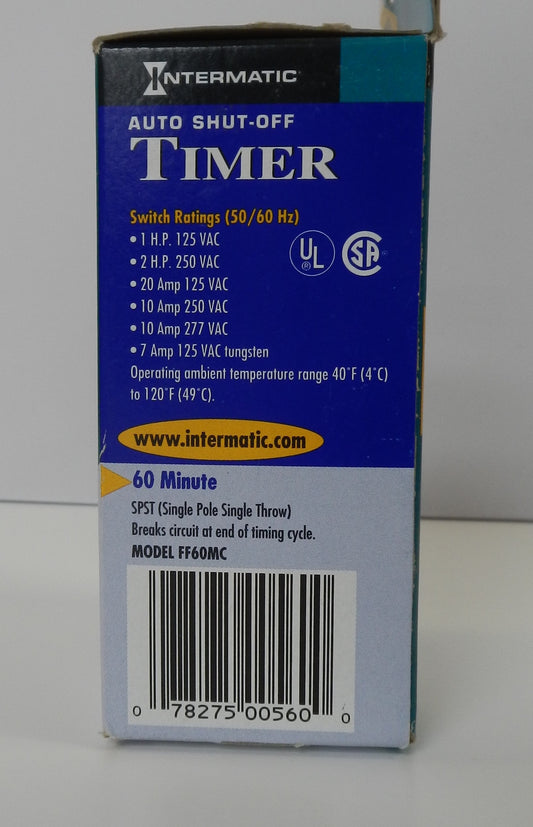 INTERMATIC
AUTO SHUT-OFF
TIMER
Switch Ratings (50/60 Hz)
• 1 H.P. 125 VAC
• 2 H.P. 250 VAC
• 20 Amp 125 VAC
• 10 Amp 250 VAC
• 10 Amp 277 VAC
• 7 Amp 125 VAC tungsten
UL ®
SA
Operating ambient temperature range 40°F (4°C)
to 120°F (49°C).
www.intermatic.com
60 Minute
SPST (Single Pole Single Throw)
Breaks circuit at end of timing cycle.
MODEL FF60MC
0 78275 00560 0